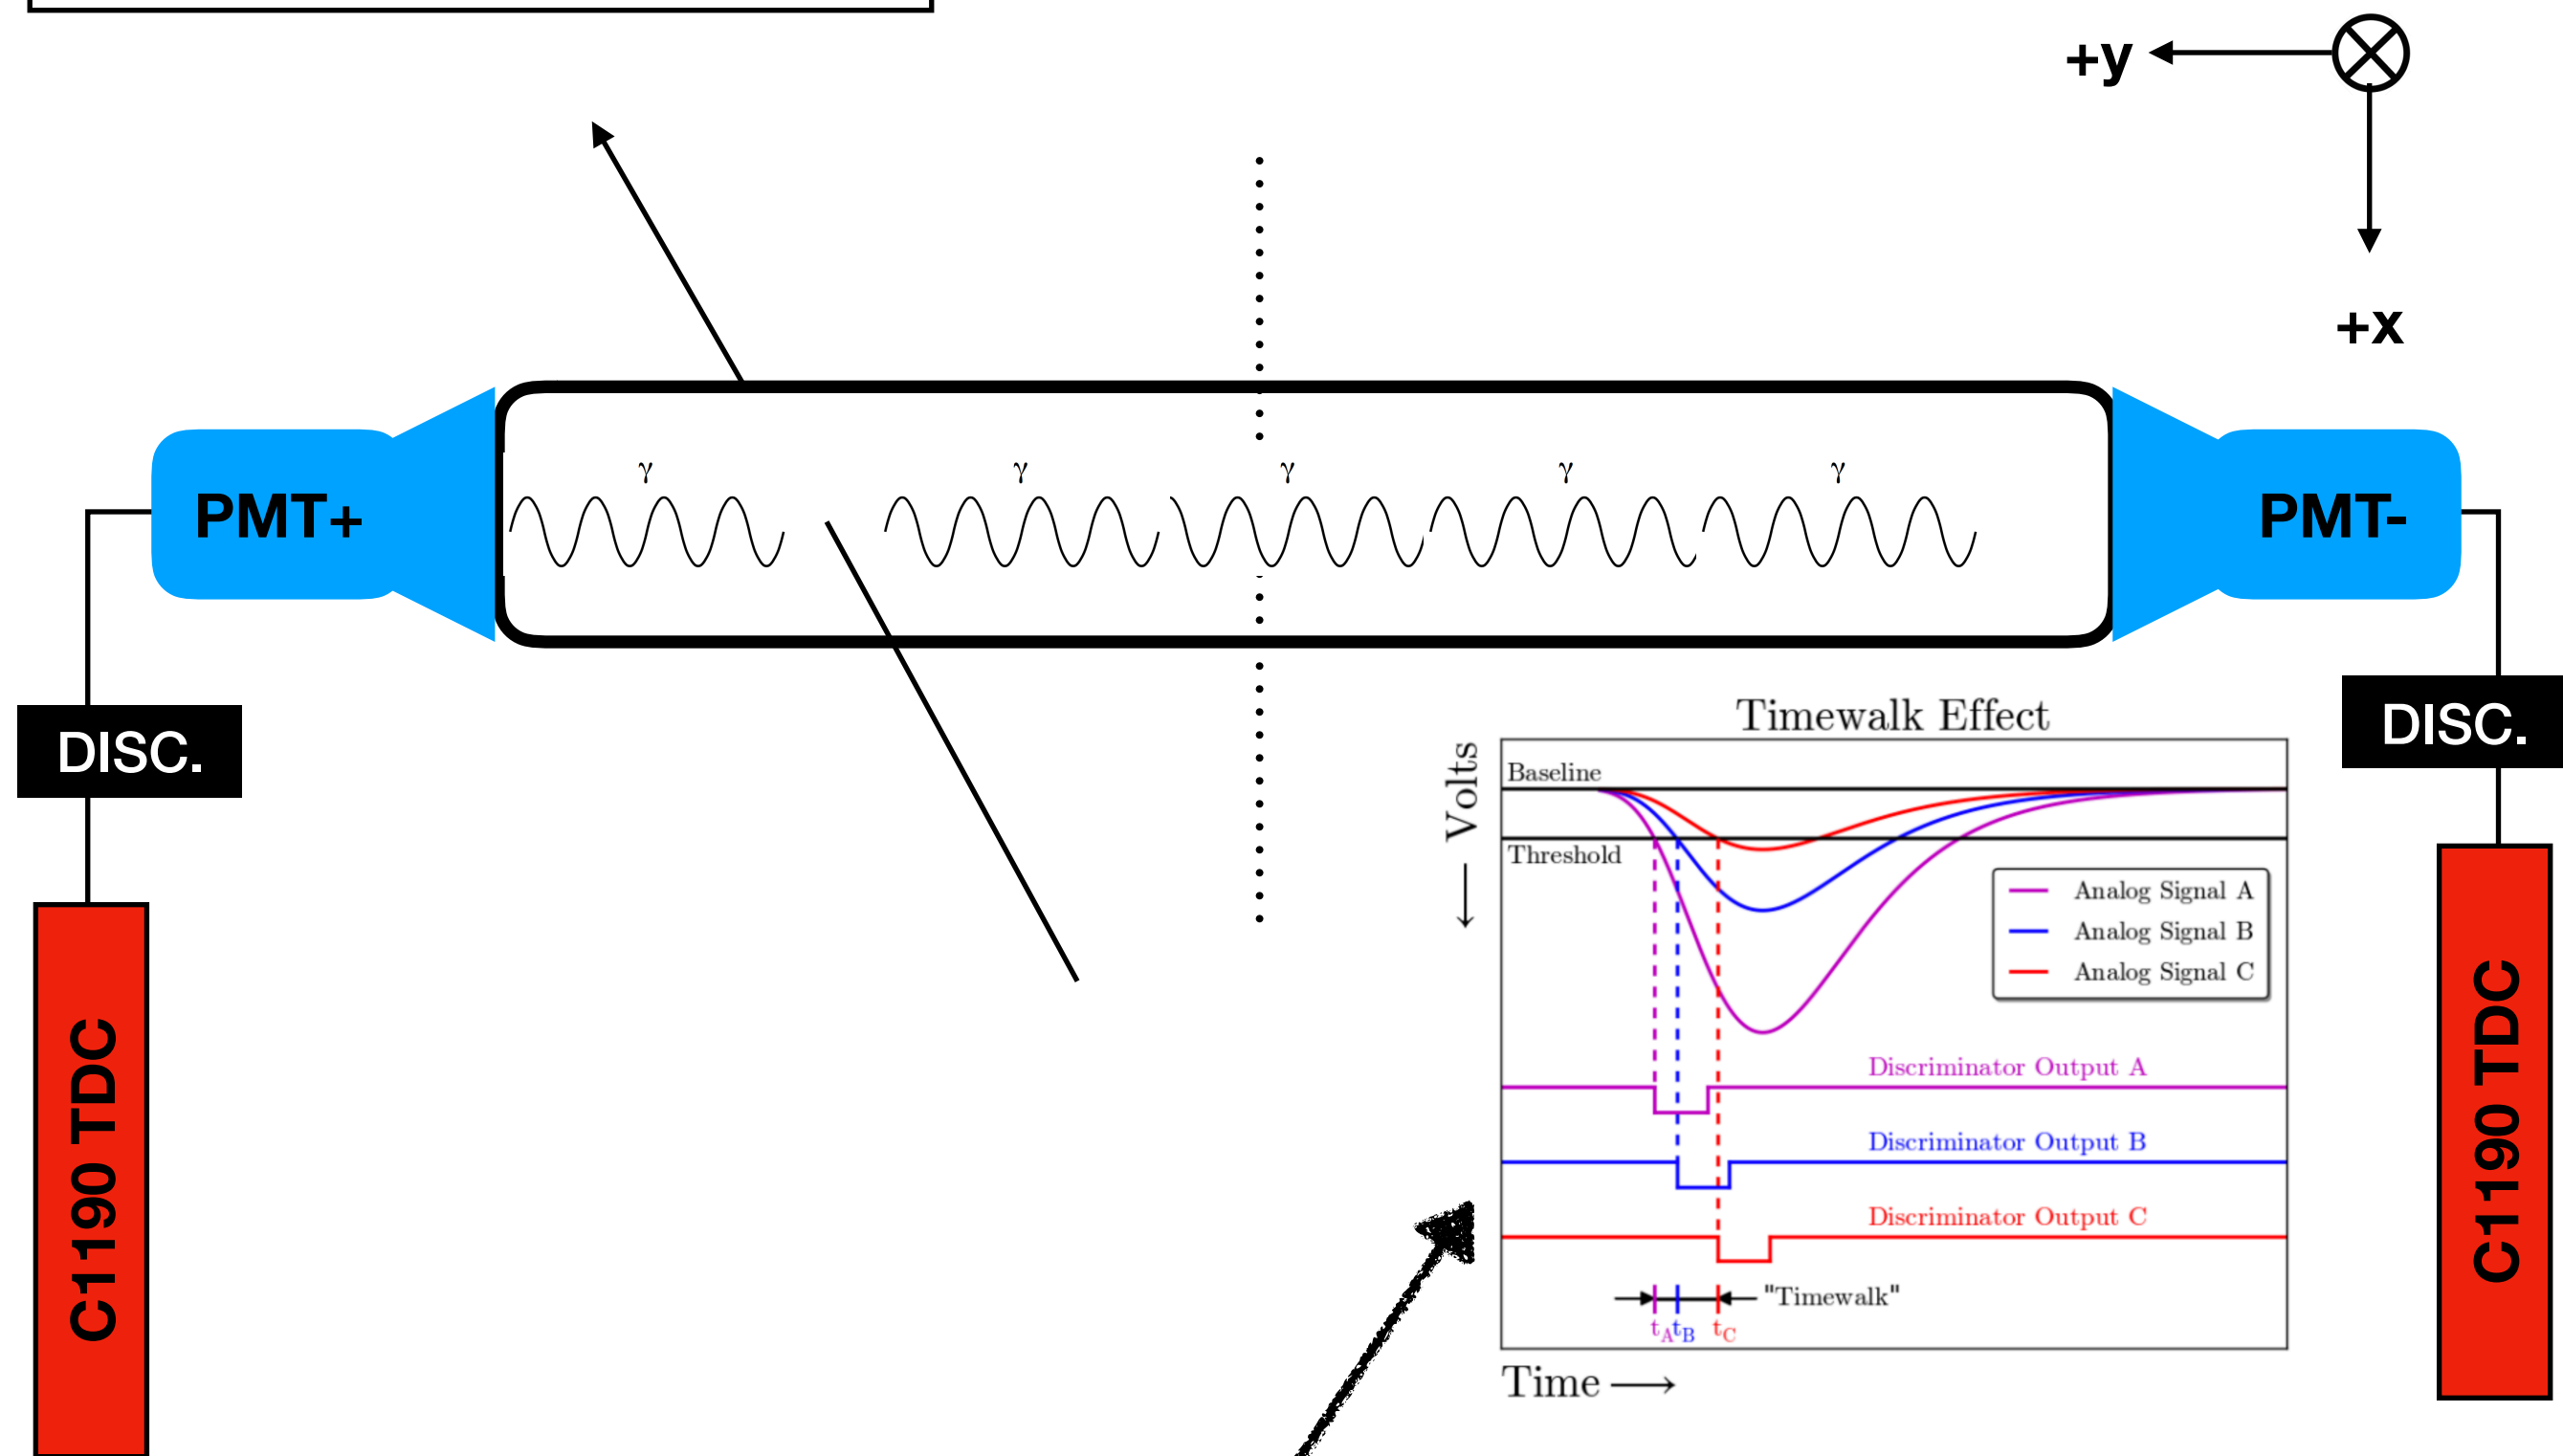 +y
+x
γ γ γ γ γ
PMT+
PMT-
DISC.
DISC.
C1190 TDC
C1190 TDC
Timewalk Effect
Volts
Baseline
Threshold
Analog Signal A
Analog Signal B
Analog Signal C
Discriminator Output A
Discriminator Output B
Discriminator Output C
"Timewalk"
tA tB tC
Time